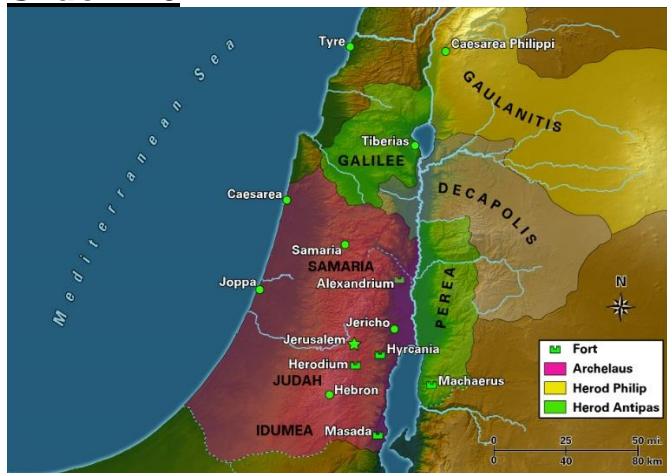 Tyre
Caesarea Philippi
GAULANITIS
Mediterranean Sea
Tiberias
GALILEE
DECAPOLIS
Caesarea
Samaria
SAMARIA
Alexandrium
PEREA
Joppa
N
Jericho
Jerusalem
Hyrcania
Herodium
JUDAH
Machaerus
Hebron
IDUMEA
Masada
Fort
Archelaus
Herod Philip
Herod Antipas
0 25 50 mi.
0 40 80 km